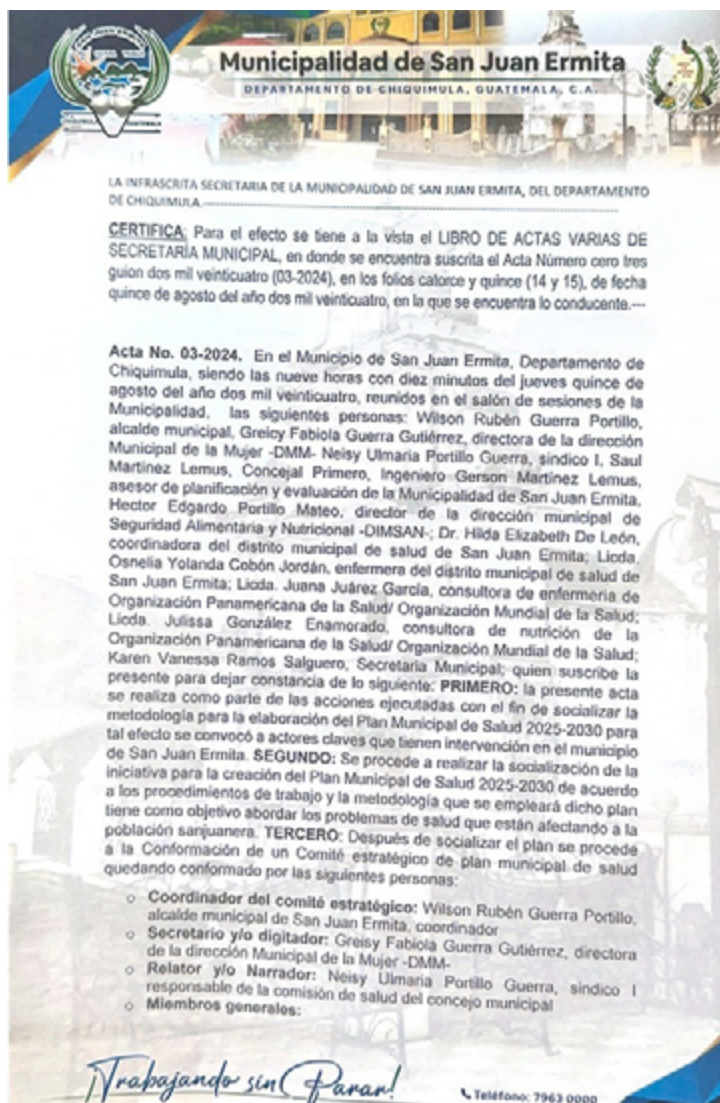 SAN JUAN ERMITA
Municipalidad de San Juan Ermita
DEPARTAMENTO DE CHIQUIMULA, GUATEMALA, C.A.
LA INFRASCRITA SECRETARIA DE LA MUNICIPALIDAD DE SAN JUAN ERMITA, DEL DEPARTAMENTO
DE CHIQUIMULA.---
CERTIFICA: Para el efecto se tiene a la vista el LIBRO DE ACTAS VARIAS DE
SECRETARÍA MUNICIPAL, en donde se encuentra suscrita el Acta Número cero tres
guion dos mil veinticuatro (03-2024), en los folios catorce y quince (14 y 15), de fecha
quince de agosto del año dos mil veinticuatro, en la que se encuentra lo conducente.---
Acta No. 03-2024. En el Municipio de San Juan Ermita, Departamento de
Chiquimula, siendo las nueve horas con diez minutos del jueves quince de
agosto del año dos mil veinticuatro, reunidos en el salón de sesiones de la
Municipalidad, las siguientes personas: Wilson Rubén Guerra Portillo,
alcalde municipal, Greicy Fabiola Guerra Gutiérrez, directora de la dirección
Municipal de la Mujer -DMM- Neisy Ulmaria Portillo Guerra, sindico I, Saul
Martínez Lemus, Concejal Primero, Ingeniero Gerson Martínez Lemus,
asesor de planificación y evaluación de la Municipalidad de San Juan Ermita,
Hector Edgardo Portillo Mateo, director de la dirección municipal de
Seguridad Alimentaria y Nutricional -DIMSAN-; Dr. Hilda Elizabeth De León,
coordinadora del distrito municipal de salud de San Juan Ermita; Licda.
Osnelia Yolanda Cobón Jordán, enfermera del distrito municipal de salud de
San Juan Ermita; Licda. Juana Juárez García, consultora de enfermería de
Organización Panamericana de la Salud/ Organización Mundial de la Salud;
Licda. Julissa González Enamorado, consultora de nutrición de la
Organización Panamericana de la Salud/ Organización Mundial de la Salud;
Karen Vanessa Ramos Salguero, Secretaria Municipal; quien suscribe la
presente para dejar constancia de lo siguiente: PRIMERO: la presente acta
se realiza como parte de las acciones ejecutadas con el fin de socializar la
metodología para la elaboración del Plan Municipal de Salud 2025-2030 para
tal efecto se convocó a actores claves que tienen intervención en el municipio
de San Juan Ermita. SEGUNDO: Se procede a realizar la socialización de la
iniciativa para la creación del Plan Municipal de Salud 2025-2030 de acuerdo
a los procedimientos de trabajo y la metodología que se empleará dicho plan
tiene como objetivo abordar los problemas de salud que están afectando a la
población sanjuanera. TERCERO: Después de socializar el plan se procede
a la Conformación de un Comité estratégico de plan municipal de salud
quedando conformado por las siguientes personas:
o Coordinador del comité estratégico: Wilson Rubén Guerra Portillo,
alcalde municipal de San Juan Ermita, coordinador
o Secretario y/o digitador: Greisy Fabiola Guerra Gutiérrez, directora
de la dirección Municipal de la Mujer -DMM-
o Relator y/o Narrador: Neisy Ulmaria Portillo Guerra, sindico I
responsable de la comisión de salud del concejo municipal
o Miembros generales:
¡Trabajando sin Parar!
Teléfono: 7963 0000